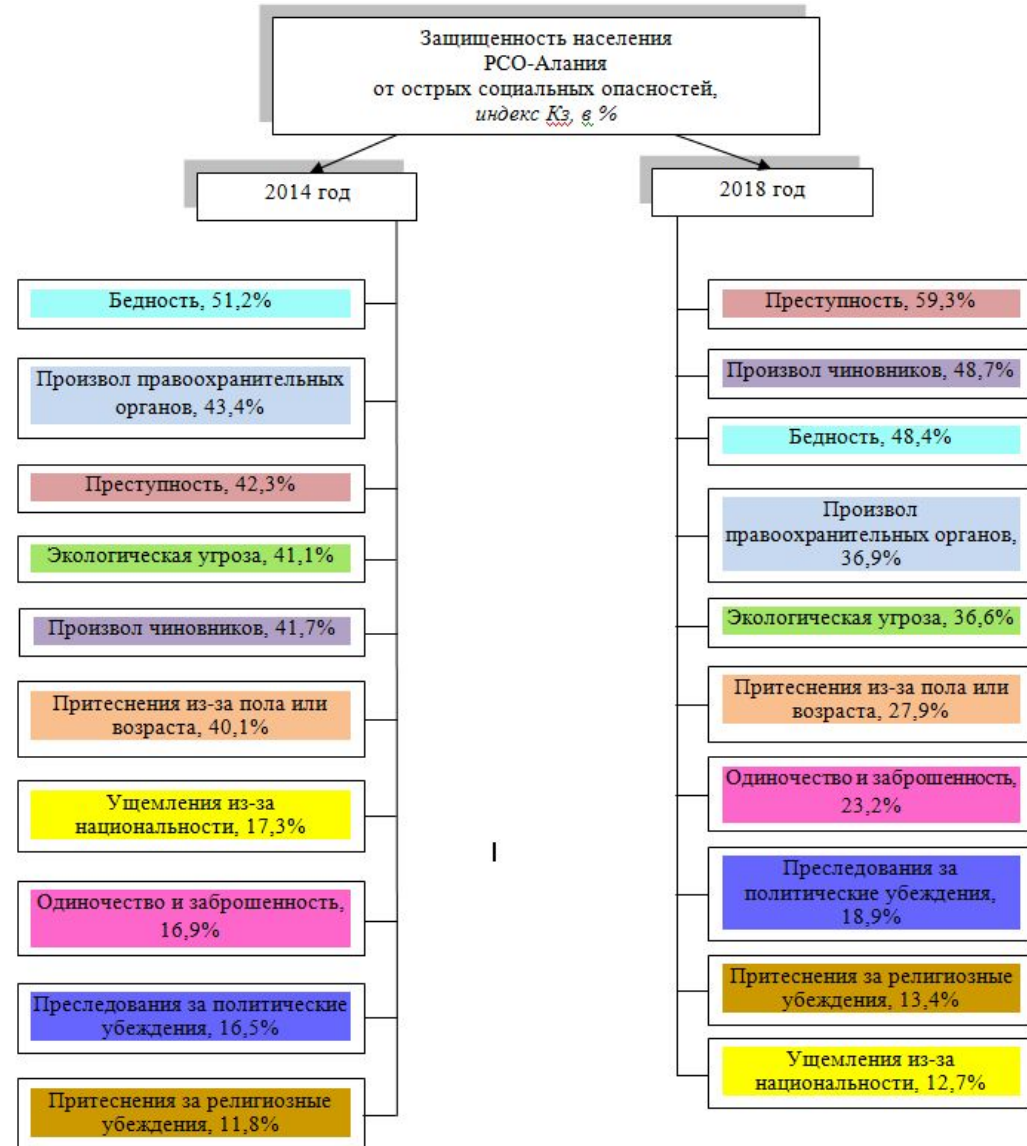 Защищенность населения
РСО-Алания
от острых социальных опасностей,
индекс Кз, в %
2014 год
Бедность, 51,2%
Произвол правоохранительных
органов, 43,4%
Преступность, 42,3%
Экологическая угроза, 41,1%
Произвол чиновников, 41,7%
Притеснения из-за пола или
возраста, 40,1%
Ущемления из-за
национальности, 17,3%
Одиночество и заброшенность,
16,9%
Преследования за политические
убеждения, 16,5%
Притеснения за религиозные
убеждения, 11,8%
2018 год
Преступность, 59,3%
Произвол чиновников, 48,7%
Бедность, 48,4%
Произвол
правоохранительных органов,
36,9%
Экологическая угроза, 36,6%
Притеснения из-за пола или
возраста, 27,9%
Одиночество и заброшенность,
23,2%
Преследования за
политические убеждения,
18,9%
Притеснения за религиозные
убеждения, 13,4%
Ущемления из-за
национальности, 12,7%